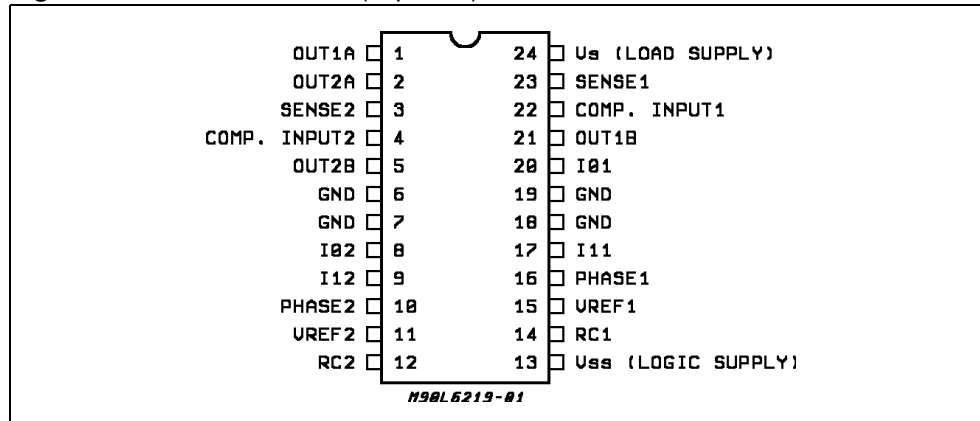 OUT1A 1 24 Vs (LOAD SUPPLY)
OUT2A 2 23 SENSE1
SENSE2 3 22 COMP. INPUT1
COMP. INPUT2 4 21 OUT1B
OUT2B 5 20 I01
GND 6 19 GND
GND 7 18 GND
I02 8 17 I11
I12 9 16 PHASE1
PHASE2 10 15 VREF1
VREF2 11 14 RC1
RC2 12 13 Vss (LOGIC SUPPLY)
M90L6219-01